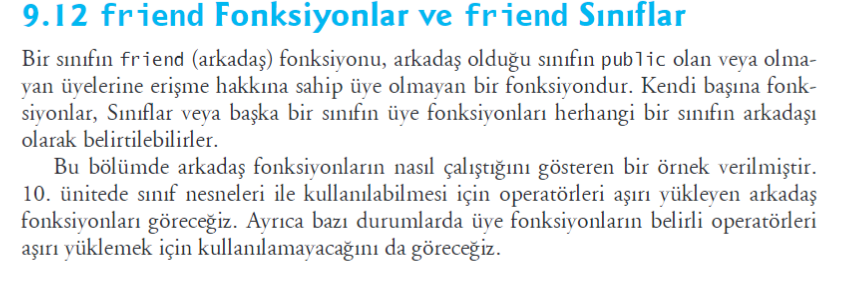 9.12 friend Fonksiyonlar ve friend Sınıflar
Bir sınıfın friend (arkadaş) fonksiyonu, arkadaş olduğu sınıfın public olan veya olma-
yan üyelerine erişme hakkına sahip üye olmayan bir fonksiyondur. Kendi başına fonk-
siyonlar, Sınıflar veya başka bir sınıfın üye fonksiyonları herhangi bir sınıfın arkadaşı
olarak belirtilebilirler.
Bu bölümde arkadaş fonksiyonların nasıl çalıştığını gösteren bir örnek verilmiştir.
10. ünitede sınıf nesneleri ile kullanılabilmesi için operatörleri aşırı yükleyen arkadaş
fonksiyonları göreceğiz. Ayrıca bazı durumlarda üye fonksiyonların belirli operatörleri
aşırı yüklemek için kullanılamayacağını da göreceğiz.